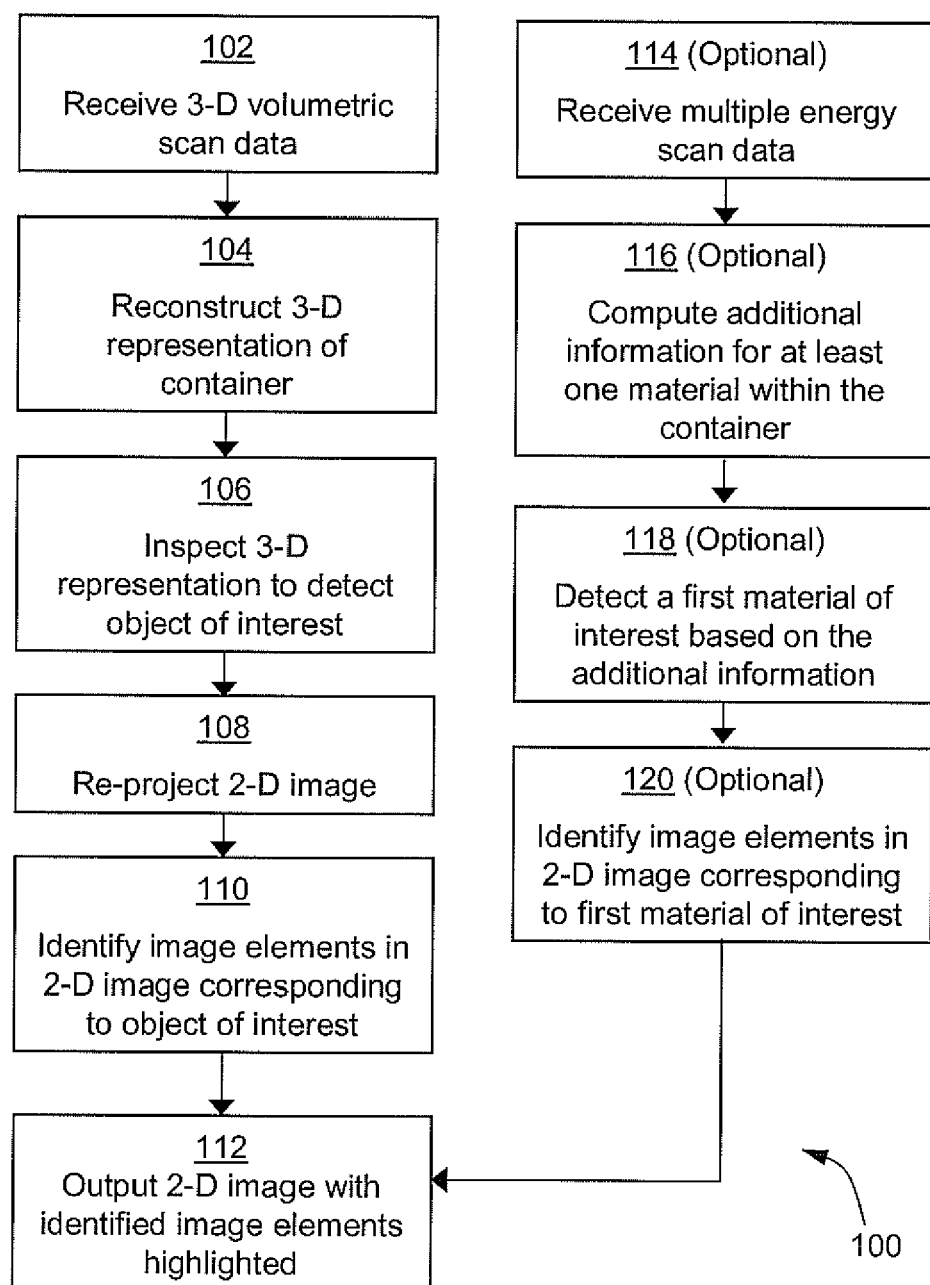 102
Receive 3-D volumetric
scan data
104
Reconstruct 3-D
representation of
container
106
Inspect 3-D
representation to detect
object of interest
108
Re-project 2-D image
110
Identify image elements in
2-D image corresponding
to object of interest
112
Output 2-D image with
identified image elements
highlighted
114 (Optional)
Receive multiple energy
scan data
116 (Optional)
Compute additional
information for at least
one material within the
container
118 (Optional)
Detect a first material of
interest based on the
additional information
120 (Optional)
Identify image elements in
2-D image corresponding
to first material of interest
100